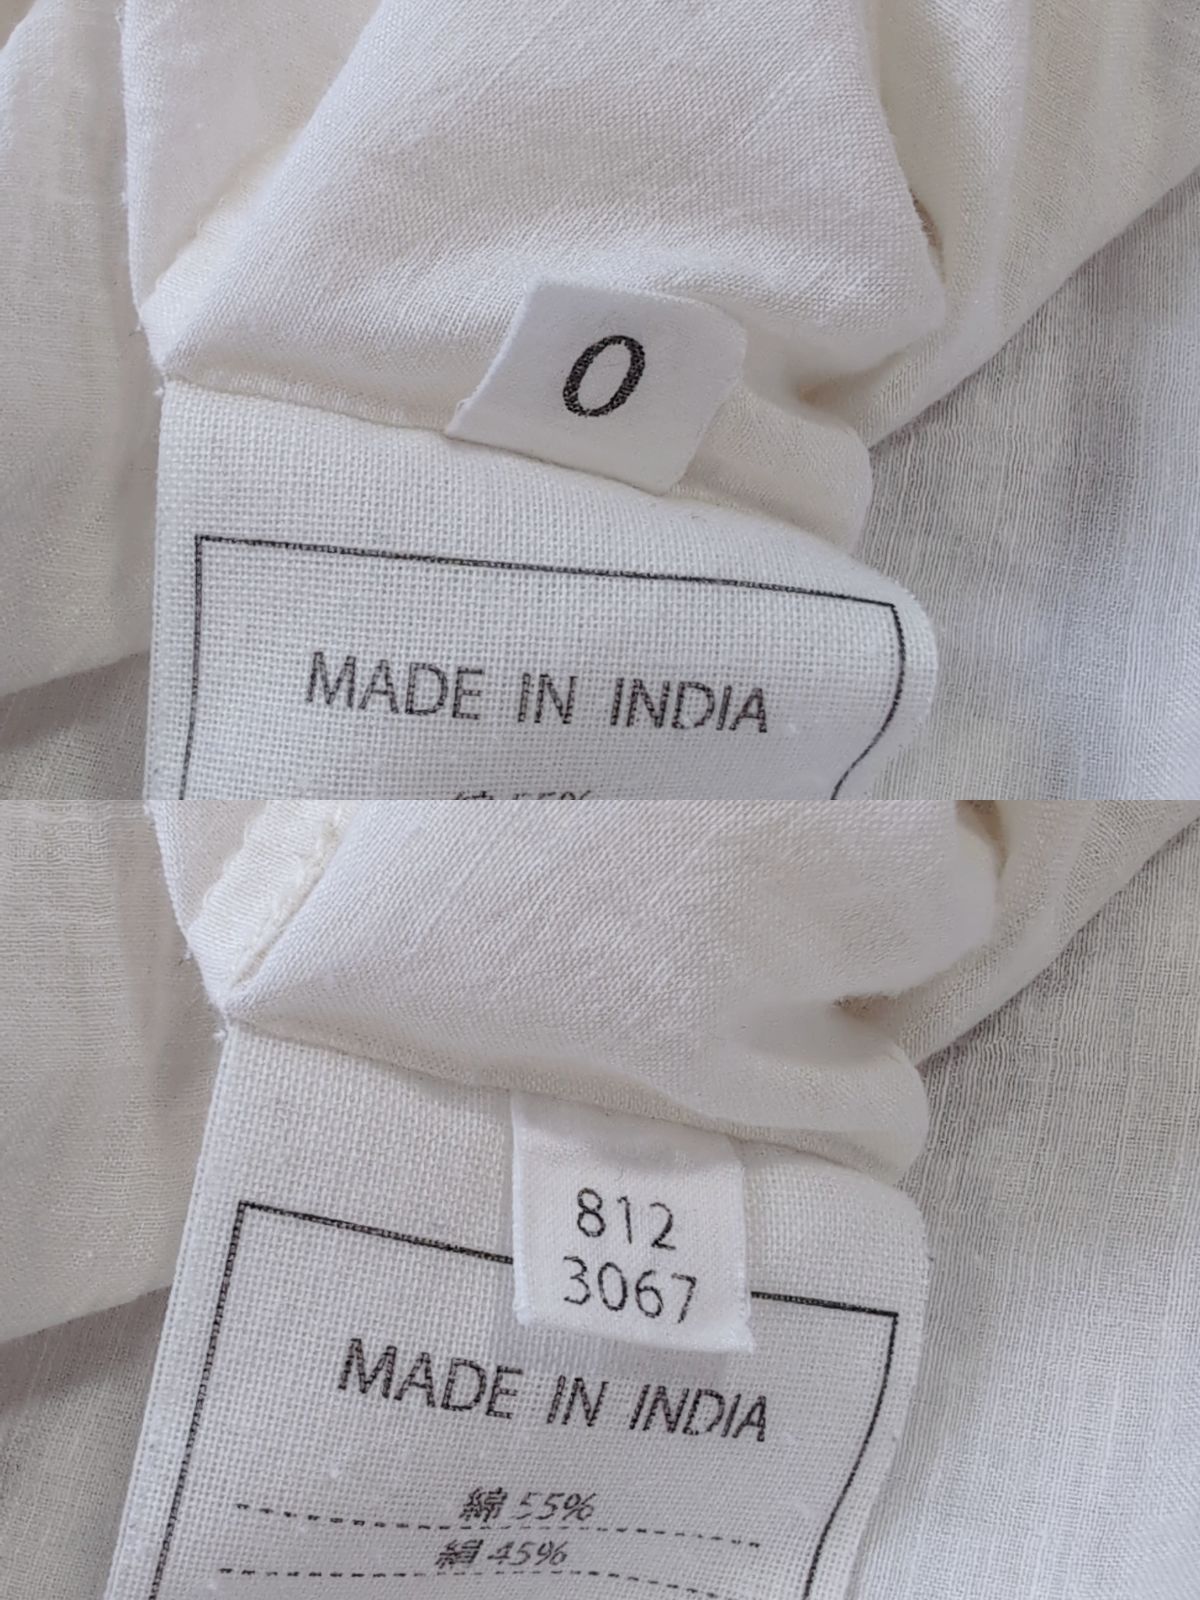 0
MADE IN INDIA
812
3067
MADE IN INDIA
綿 55%
絹 45%